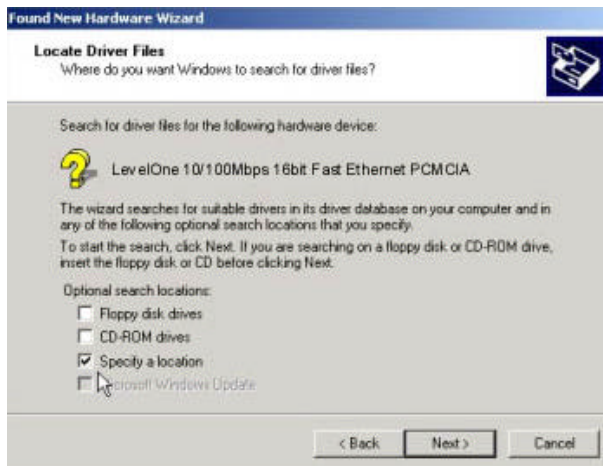 Found New Hardware Wizard
Locate Driver Files
Where do you want Windows to search for driver files?
Search for driver files for the following hardware device:
LevelOne 10/100Mbps 16bit Fast Ethernet PCMCIA
The wizard searches for suitable drivers in its driver database on your computer and in
any of the following optional search locations that you specify.
To start the search, click Next. If you are searching on a floppy disk or CD-ROM drive,
insert the floppy disk or CD before clicking Next.
Optional search locations:
Floppy disk drives
CD-ROM drives
Specify a location
Microsoft Windows Update
< Back Next > Cancel